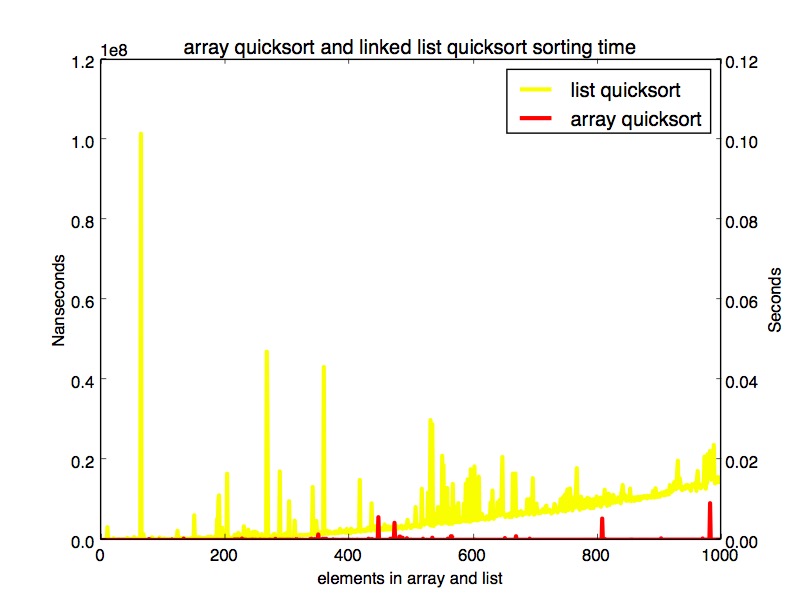 array quicksort and linked list quicksort sorting time
1e8
list quicksort
array quicksort
1.2
1.0
0.8
0.6
0.4
0.2
0.0
Nanseconds
0.12
0.10
0.08
0.06
0.04
0.02
0.00
Seconds
0
200
400
600
800
1000
elements in array and list